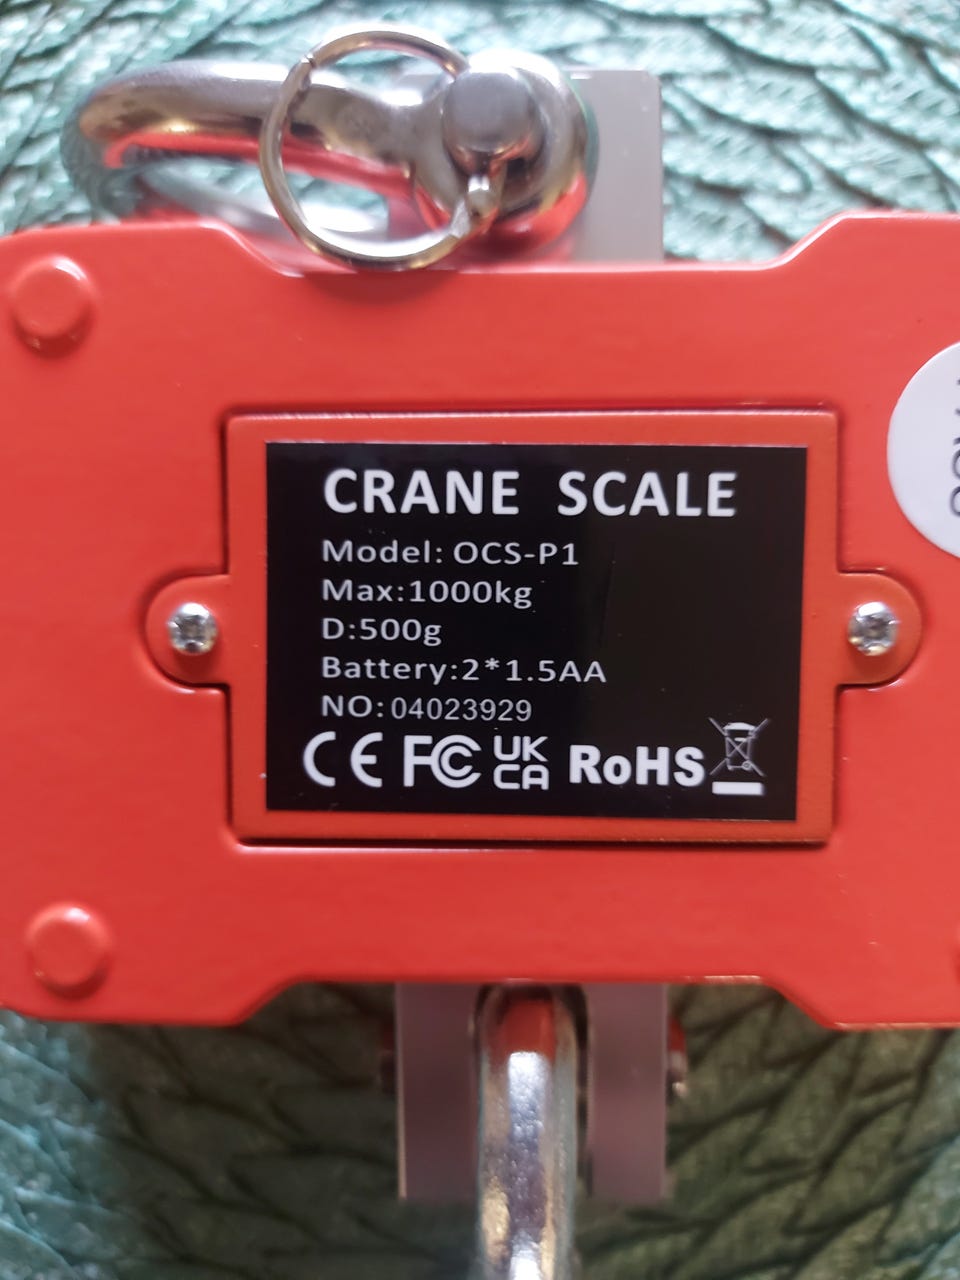 CRANE SCALE
Model: OCS-P1
Max:1000kg
D:500g
Battery:2*1.5AA
NO:04023929
CE FC UK CA RoHS